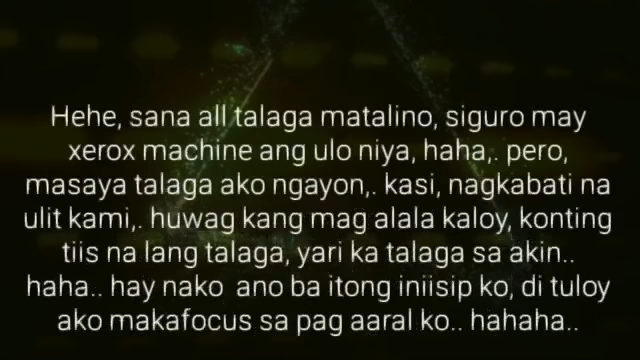 Hehe, sana all talaga matalino, siguro may
xerox machine ang ulo niya, haha,. pero,
masaya talaga ako ngayon,. kasi, nagkabati na
ulit kami,. huwag kang mag alala kaloy, konting
tiis na lang talaga, yari ka talaga sa akin..
haha.. hay nako  ano ba itong iniisip ko, di tuloy
ako makafocus sa pag aaral ko.. hahaha..